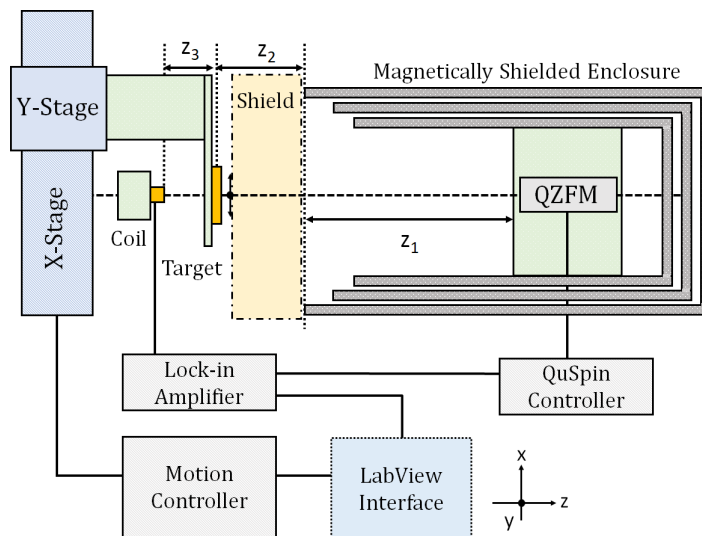 z3
z2
Magnetically Shielded Enclosure
Y-Stage
Shield
QZFM
X-Stage
Coil
z1
Target
Lock-in
Amplifier
QuSpin
Controller
Motion
Controller
LabView
Interface
x
z
y